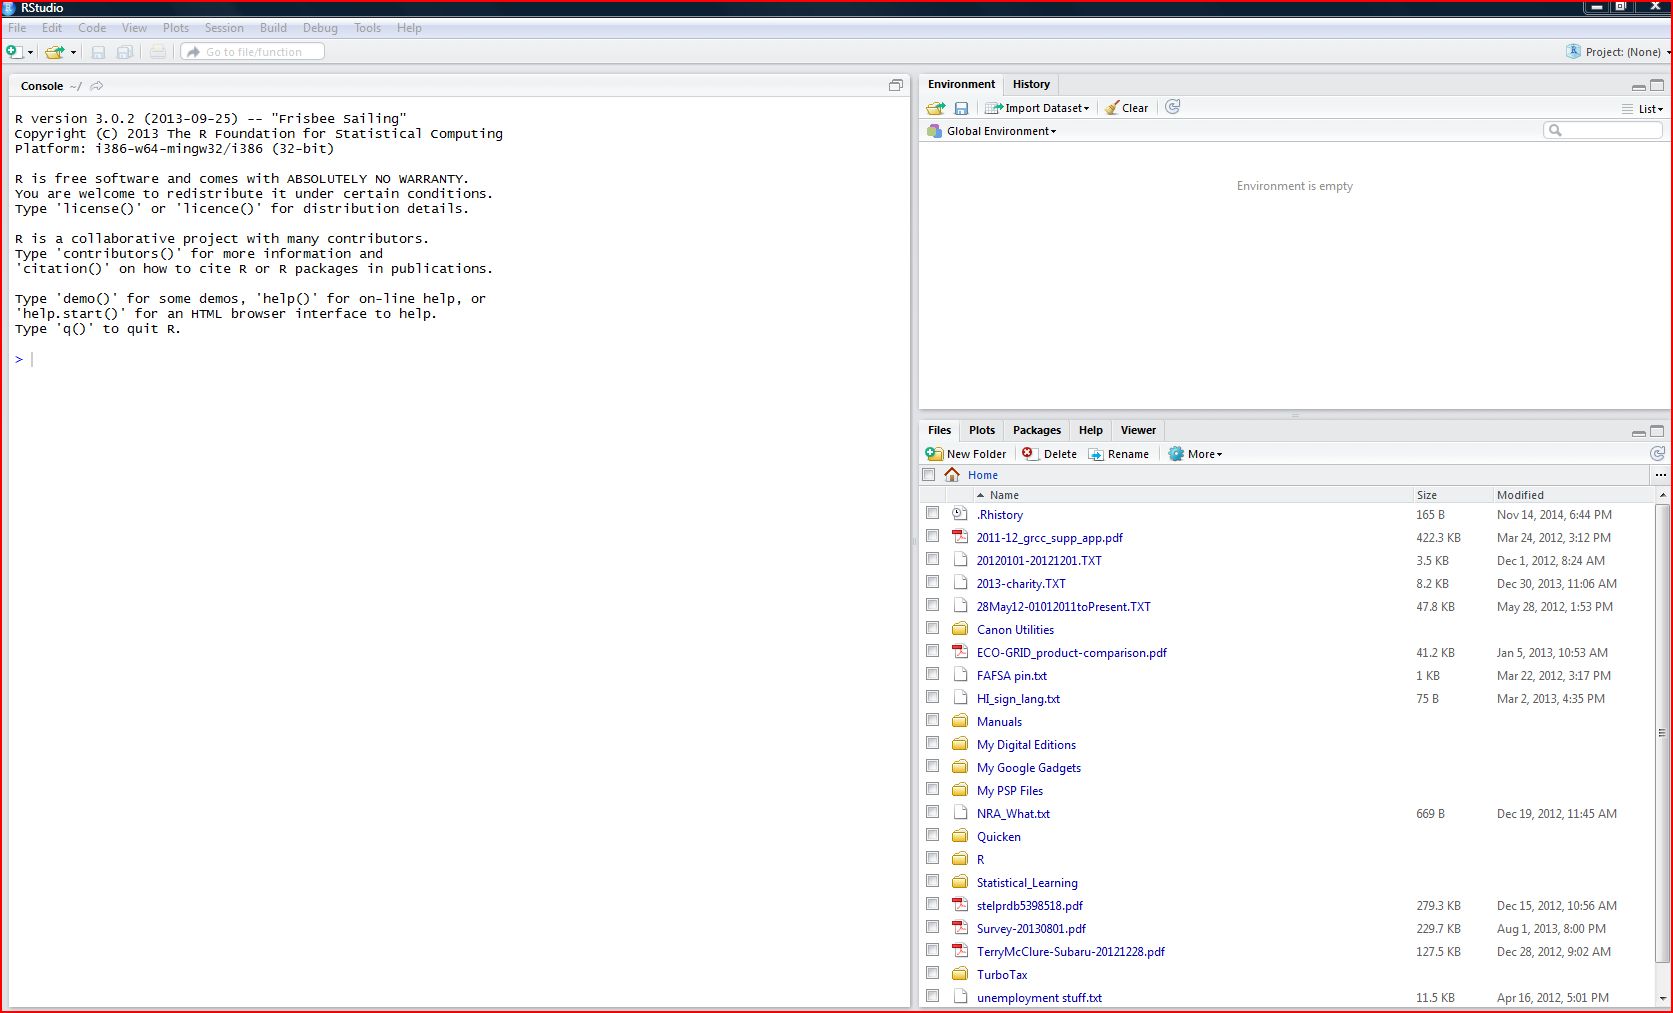 RStudio
File Edit Code View Plots Session Build Debug Tools Help
Go to file/function
Project: (None)
Console ~/
R version 3.0.2 (2013-09-25) -- "Frisbee Sailing"
Copyright (C) 2013 The R Foundation for Statistical Computing
Platform: i386-w64-mingw32/i386 (32-bit)
R is free software and comes with ABSOLUTELY NO WARRANTY.
You are welcome to redistribute it under certain conditions.
Type 'license()' or 'licence()' for distribution details.
R is a collaborative project with many contributors.
Type 'contributors()' for more information and
'citation()' on how to cite R or R packages in publications.
Type 'demo()' for some demos, 'help()' for on-line help, or
'help.start()' for an HTML browser interface to help.
Type 'q()' to quit R.
>
Environment History
Import Dataset Clear
List
Global Environment
Environment is empty
Files Plots Packages Help Viewer
New Folder Delete Rename More
Home
Name Size Modified
.Rhistory 165 B Nov 14, 2014, 6:44 PM
2011-12_grcc_supp_app.pdf 422.3 KB Mar 24, 2012, 3:12 PM
20120101-20121201.TXT 3.5 KB Dec 1, 2012, 8:24 AM
2013-charity.TXT 8.2 KB Dec 30, 2013, 11:06 AM
28May12-01012011toPresent.TXT 47.8 KB May 28, 2012, 1:53 PM
Canon Utilities
ECO-GRID_product-comparison.pdf 41.2 KB Jan 5, 2013, 10:53 AM
FAFSA pin.txt 1 KB Mar 22, 2012, 3:17 PM
HI_sign_lang.txt 75 B Mar 2, 2013, 4:35 PM
Manuals
My Digital Editions
My Google Gadgets
My PSP Files
NRA_What.txt 669 B Dec 19, 2012, 11:45 AM
Quicken
R
Statistical_Learning
stelprdb5398518.pdf 279.3 KB Dec 15, 2012, 10:56 AM
Survey-20130801.pdf 229.7 KB Aug 1, 2013, 8:00 PM
TerryMcClure-Subaru-20121228.pdf 127.5 KB Dec 28, 2012, 9:02 AM
TurboTax
unemployment stuff.txt 11.5 KB Apr 16, 2012, 5:01 PM